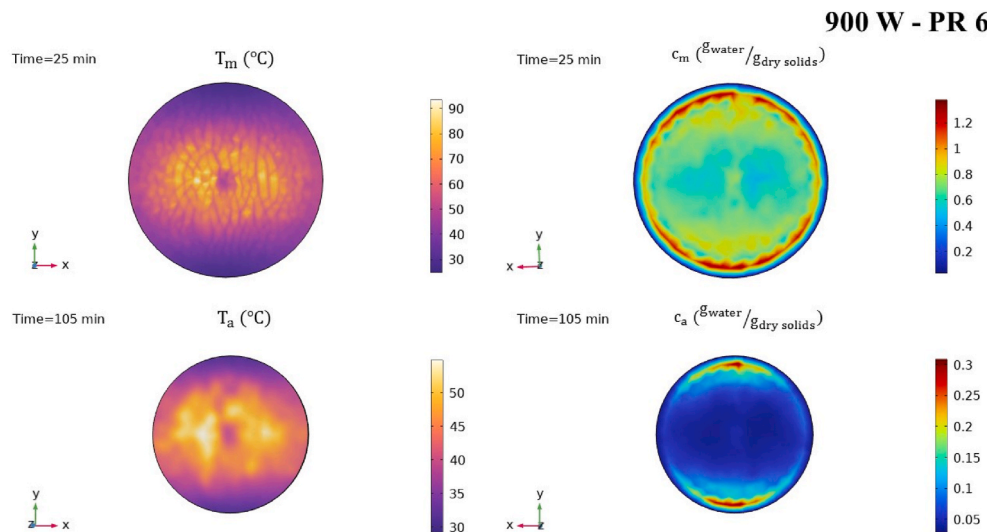 900 W - PR 6
Time=25 min
Tm (°C)
Time=25 min
cm (gwater/gdry solids)
90
80
70
60
50
40
30
1.2
1
0.8
0.6
0.4
0.2
y
z
x
y
x
z
Time=105 min
Ta (°C)
Time=105 min
ca (gwater/gdry solids)
50
45
40
35
30
0.3
0.25
0.2
0.15
0.1
0.05
y
z
x
y
x
z